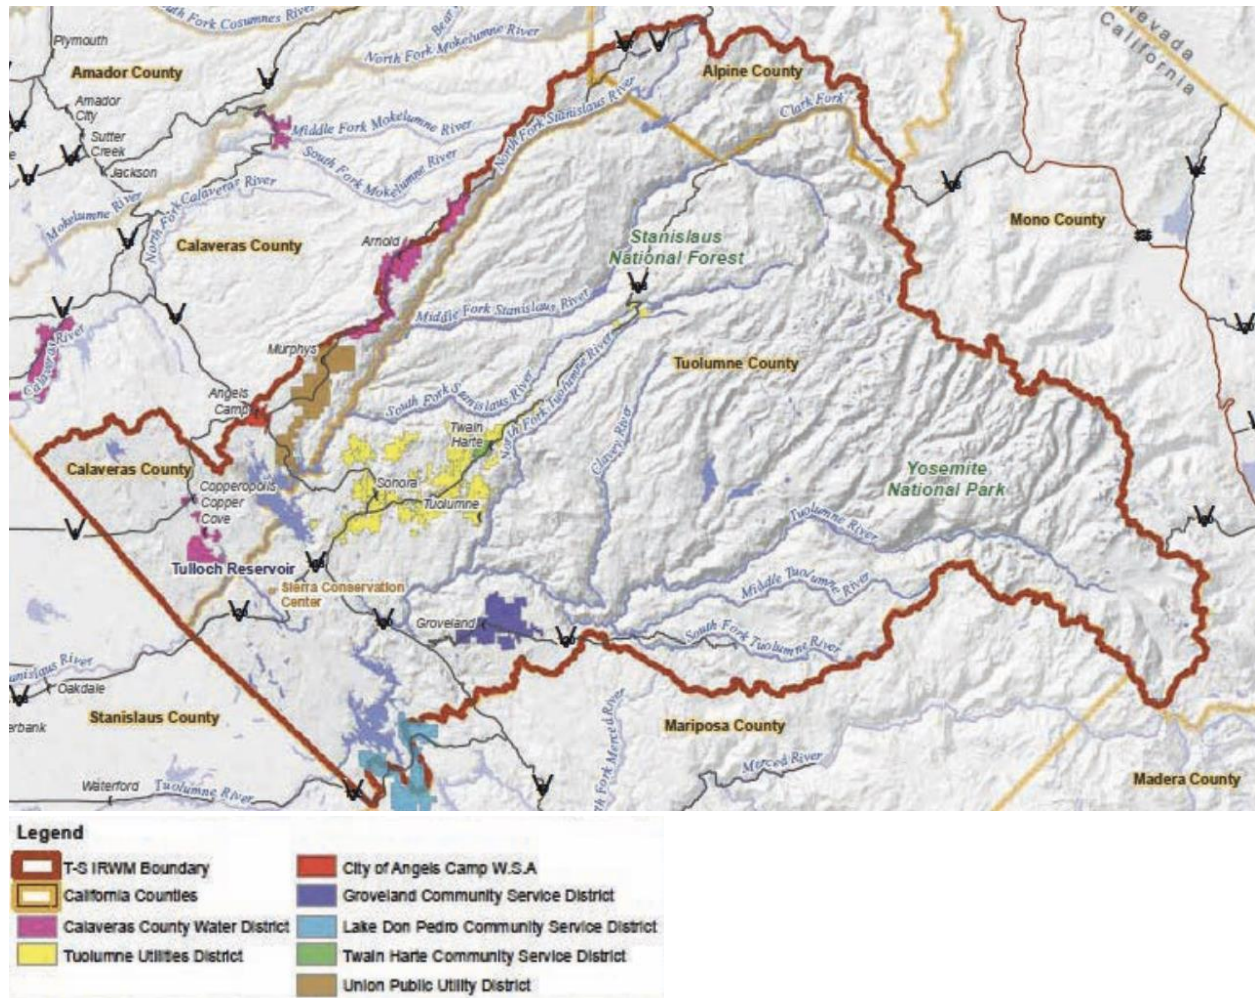 South Fork Cosumnes River
Nevada
California
Plymouth
North Fork Mokelumne River
Amador County
Alpine County
Amador
City
Clark Fork
North Fork Stanislaus River
Middle Fork Mokelumne River
Sutter
Creek
South Fork Mokelumne River
Jackson
North Fork Calaveras River
Mokelumne River
Mono County
Calaveras County
Arnold
Stanislaus
National Forest
Middle Fork Stanislaus River
Calaveras River
Murphys
Tuolumne County
Angels
Camp
South Fork Stanislaus River
North Fork Tuolumne River
Twain
Harte
Clavey River
Calaveras County
Yosemite
National Park
Copperopolis
Sonora
Copper
Cove
Tuolumne
Tuolumne River
Tulloch Reservoir
Sierra Conservation
Center
Middle Tuolumne River
Groveland
South Fork Tuolumne River
anislaus River
Oakdale
Stanislaus County
erbank
Mariposa County
th Fork Merced River
Merced River
Madera County
Waterford
Tuolumne River
Legend
T-S IRWM Boundary
California Counties
Calaveras County Water District
Tuolumne Utilities District
City of Angels Camp W.S.A
Groveland Community Service District
Lake Don Pedro Community Service District
Twain Harte Community Service District
Union Public Utility District